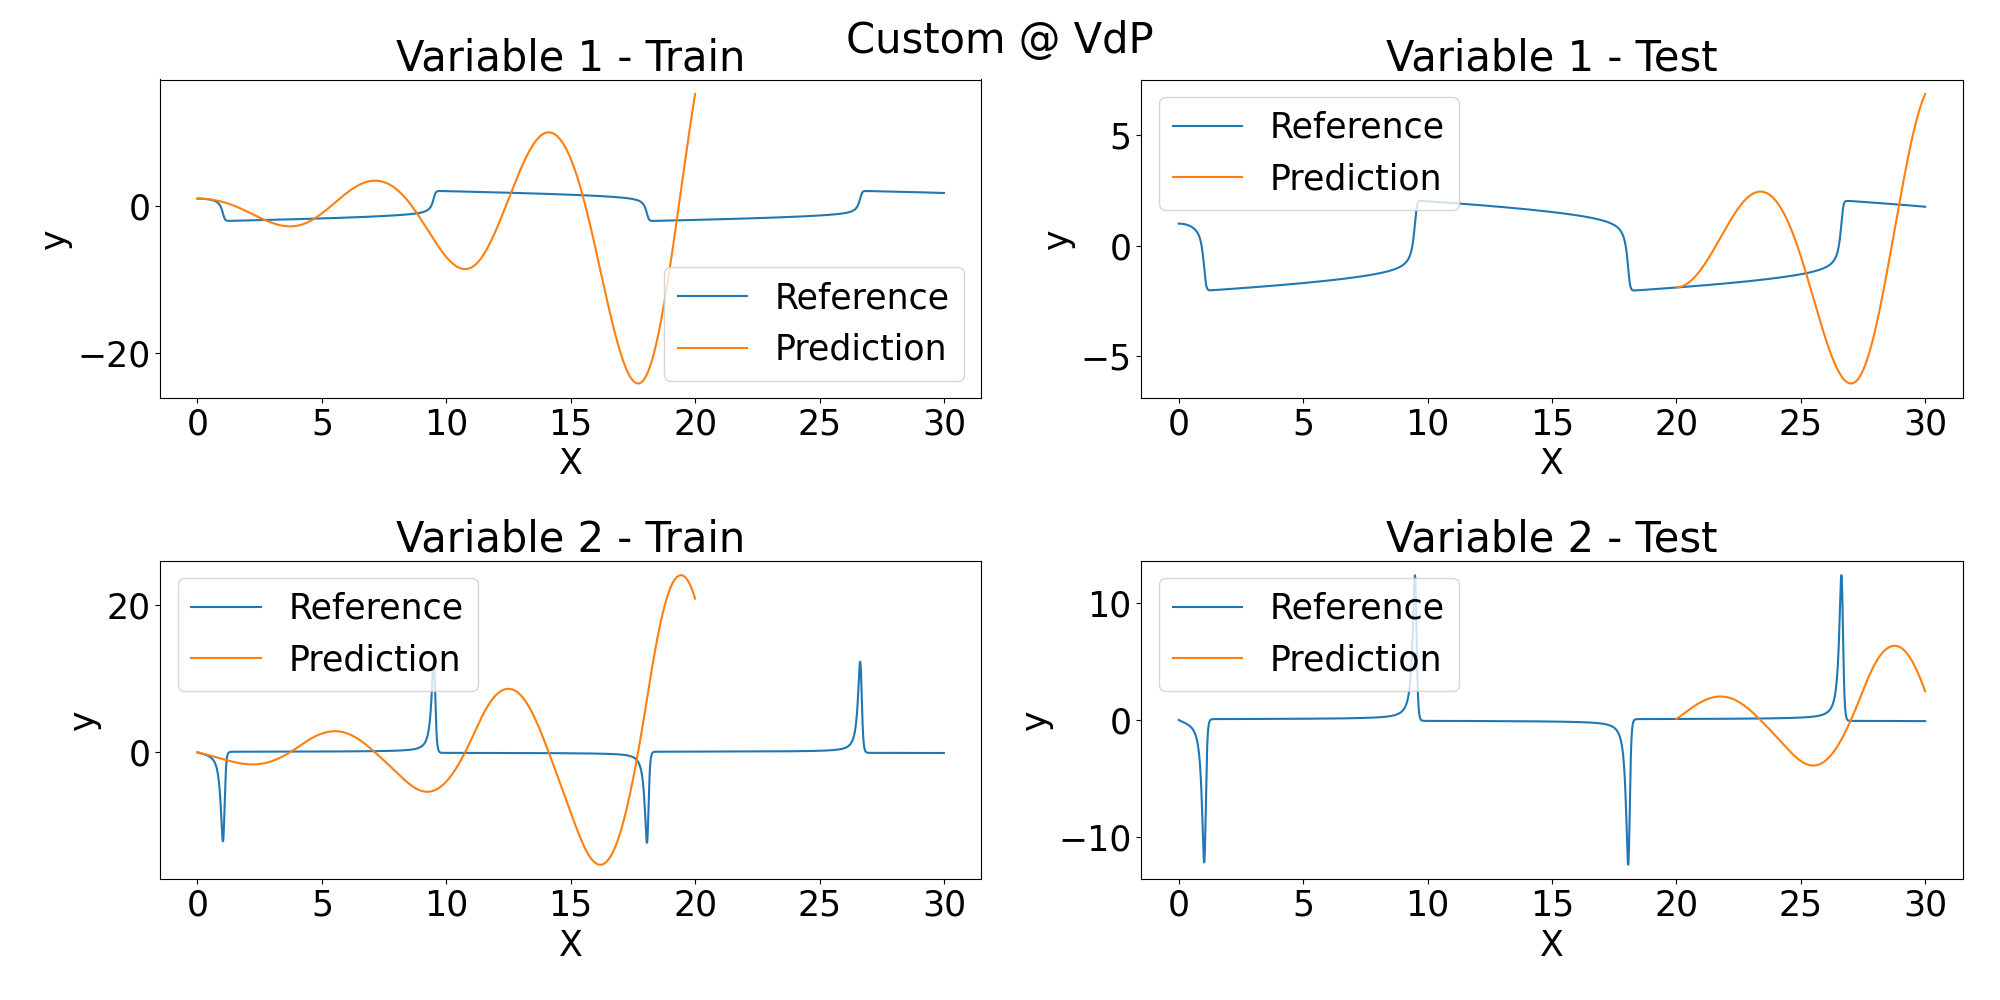 Custom @ VdP
Variable 1 - Train
y
0
−20
Reference
Prediction
0 5 10 15 20 25 30
X
Variable 1 - Test
y
5
0
−5
Reference
Prediction
0 5 10 15 20 25 30
X
Variable 2 - Train
y
20
0
Reference
Prediction
0 5 10 15 20 25 30
X
Variable 2 - Test
y
10
0
−10
Reference
Prediction
0 5 10 15 20 25 30
X